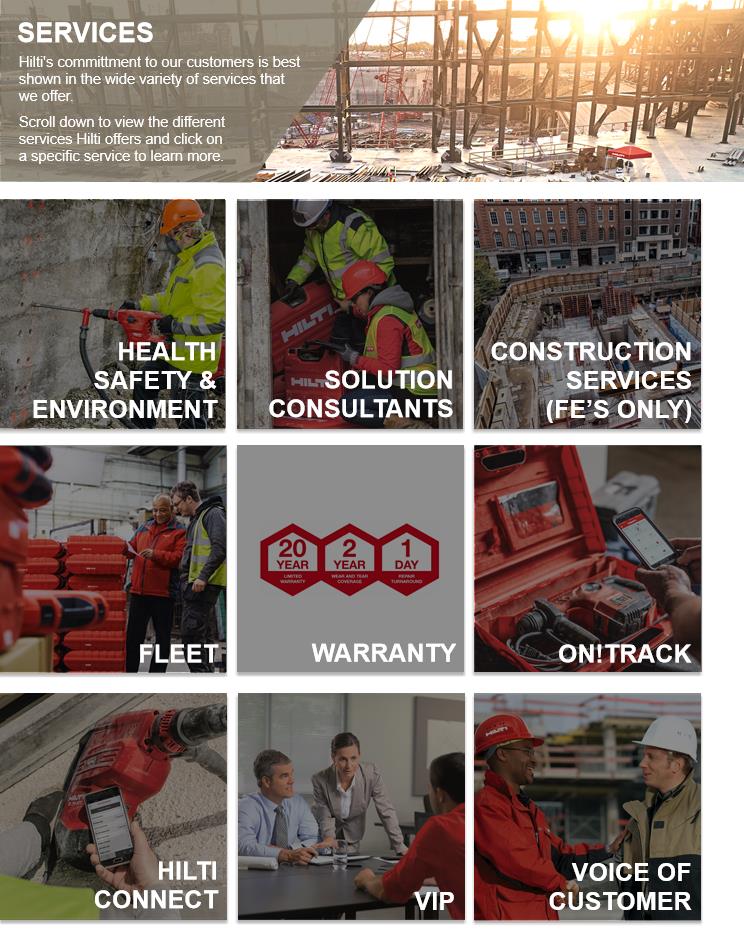 SERVICES
Hilti's committment to our customers is best
shown in the wide variety of services that
we offer.
Scroll down to view the different
services Hilti offers and click on
a specific service to learn more.
HEALTH
SAFETY &
ENVIRONMENT
HILTI
HILTI
SOLUTION
CONSULTANTS
CONSTRUCTION
SERVICES
(FE'S ONLY)
FLEET
20
YEAR
LIMITED
WARRANTY
2
YEAR
WEAR AND TEAR
COVERAGE
1
DAY
REPAIR
TURNAROUND
WARRANTY
ON!TRACK
HILTI
CONNECT
VIP
HILTI
VOICE OF
CUSTOMER